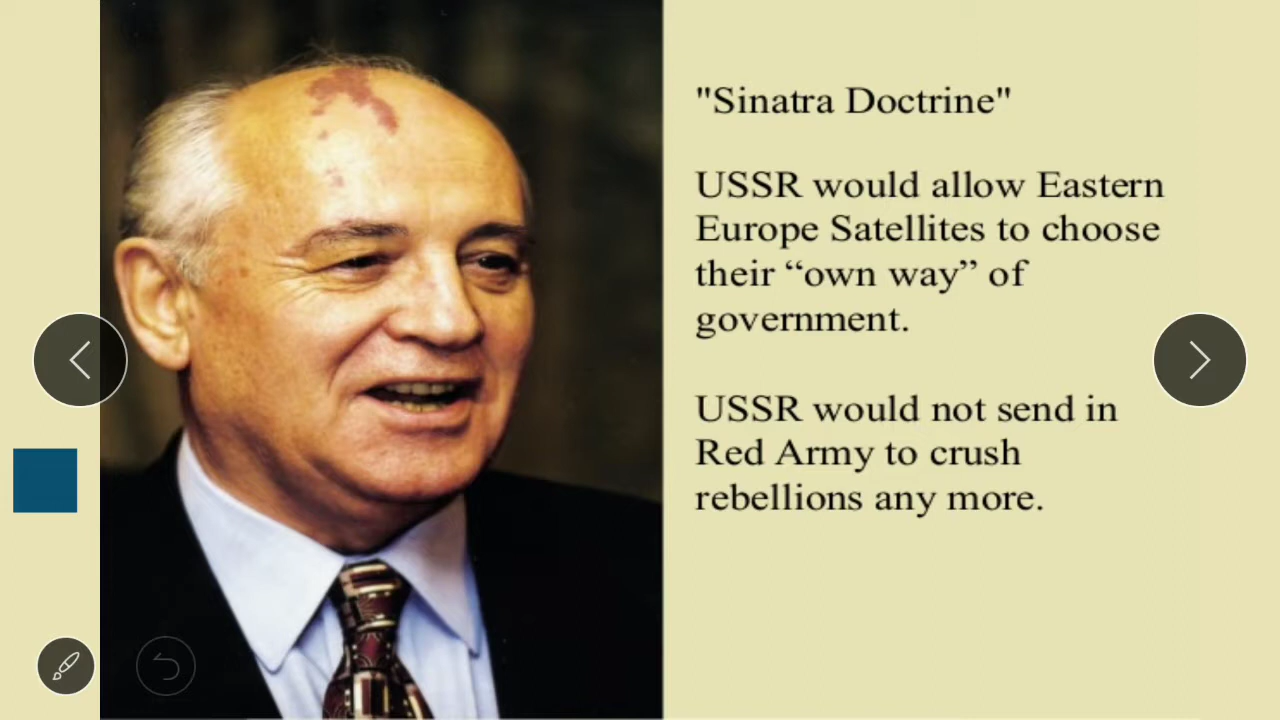 "Sinatra Doctrine"
USSR would allow Eastern
Europe Satellites to choose
their “own way” of
government.
USSR would not send in
Red Army to crush
rebellions any more.